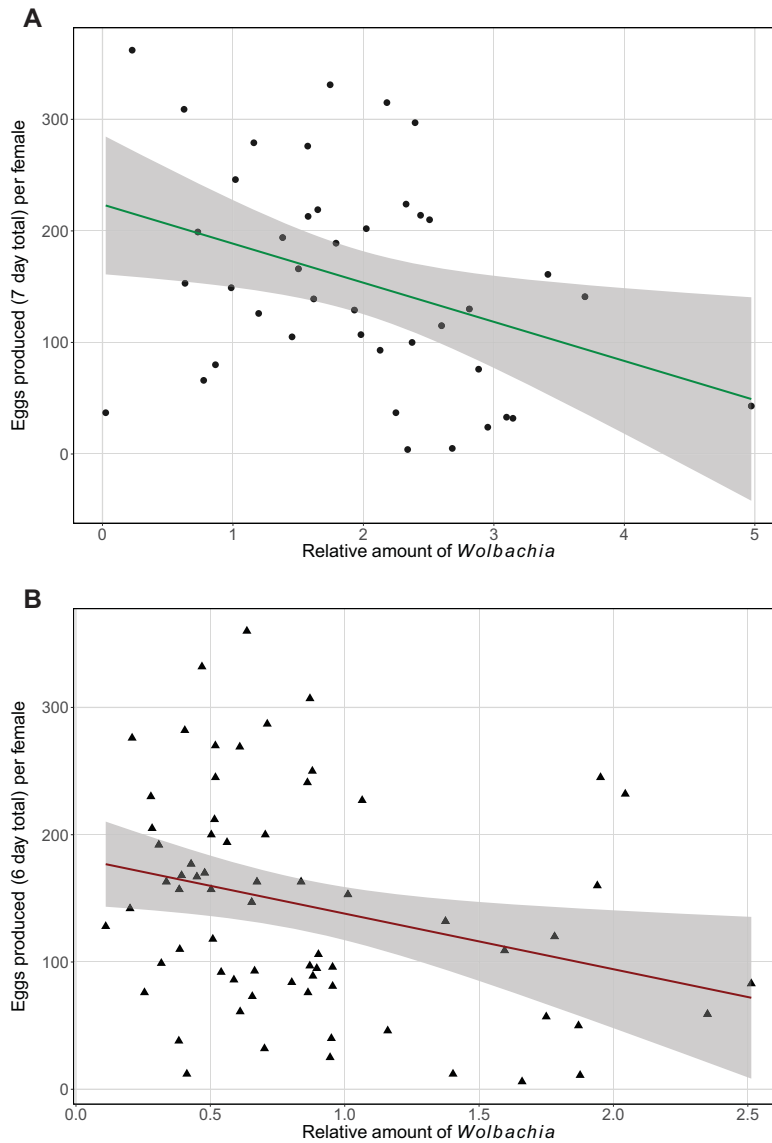 A
Eggs produced (7 day total) per female
300
200
100
0
0 1 2 3 4 5
Relative amount of Wolbachia
B
Eggs produced (6 day total) per female
300
200
100
0
0.0 0.5 1.0 1.5 2.0 2.5
Relative amount of Wolbachia